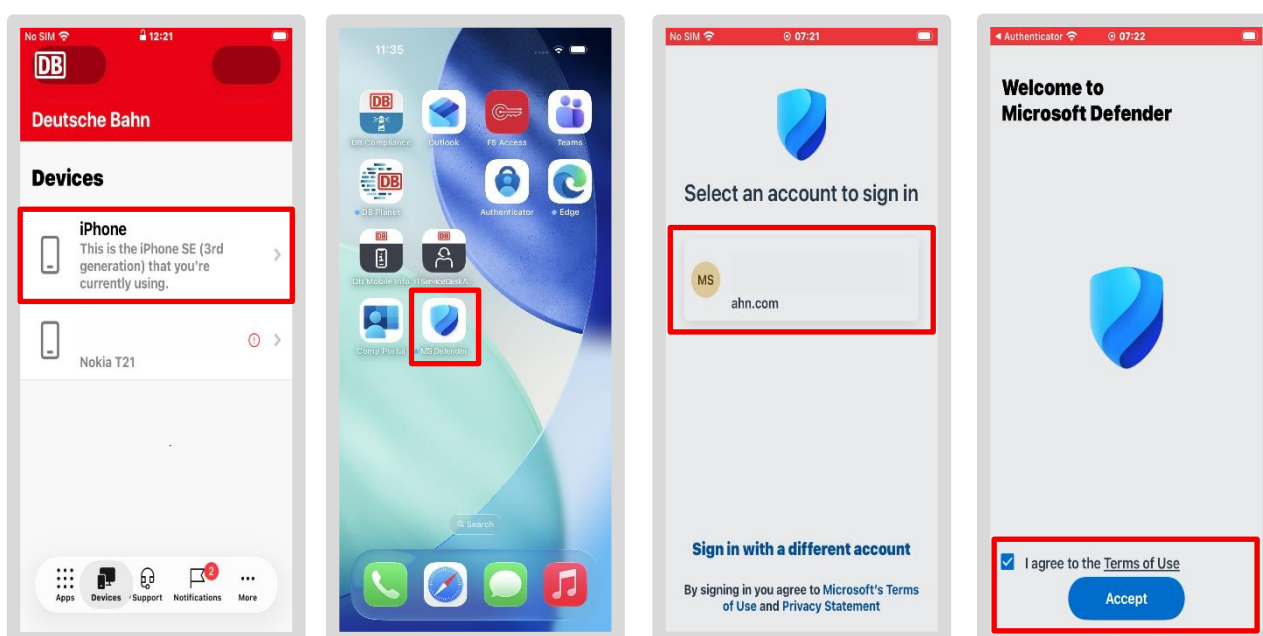 No SIM 12:21
DB
Deutsche Bahn
Devices
iPhone
This is the iPhone SE (3rd
generation) that you're
currently using.
Nokia T21
Apps Devices Support Notifications 2 More
11:35
DB
DB Compliance Outlook F5 Access Teams
DB
DB Planet Authenticator Edge
DB DB
DB Mobile Info
Comp Portal MS Defender
Search
No SIM 07:21
Select an account to sign in
MS
ahn.com
Sign in with a different account
By signing in you agree to Microsoft's Terms
of Use and Privacy Statement
Authenticator 07:22
Welcome to
Microsoft Defender
I agree to the Terms of Use
Accept